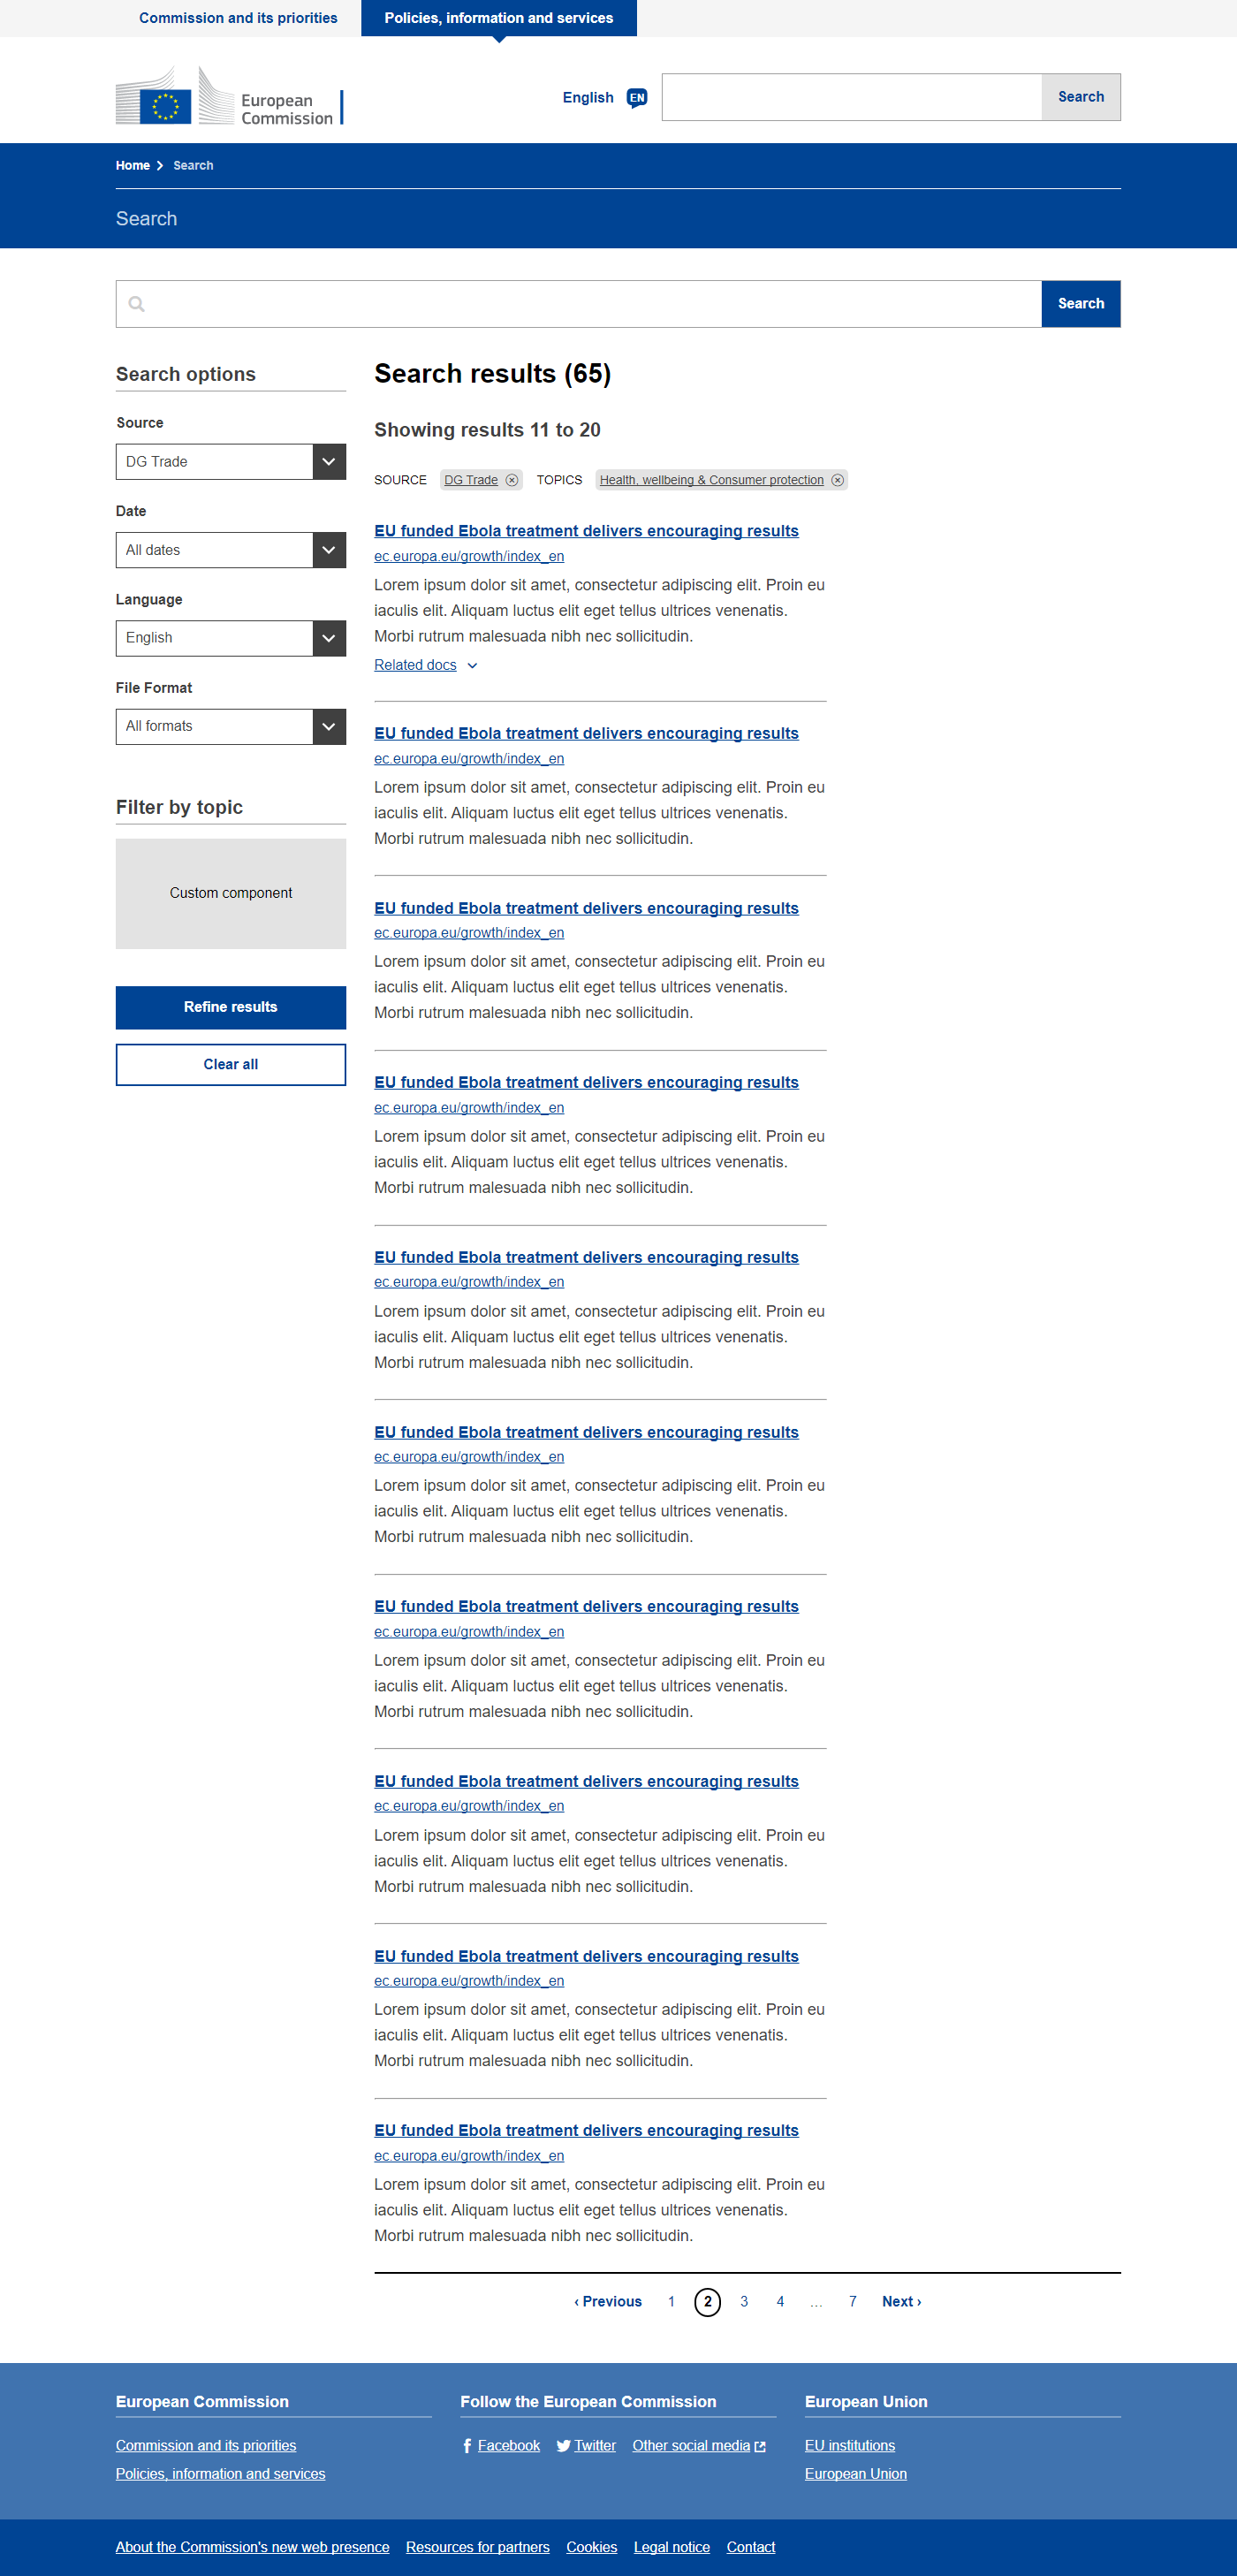 Commission and its priorities
Policies, information and services
European
Commission
English
EN
Search
Home
Search
Search
Search
Search options
Source
DG Trade
Date
All dates
Language
English
File Format
All formats
Filter by topic
Custom component
Refine results
Clear all
Search results (65)
Showing results 11 to 20
SOURCE DG Trade TOPICS Health, wellbeing & Consumer protection
EU funded Ebola treatment delivers encouraging results
ec.europa.eu/growth/index_en
Lorem ipsum dolor sit amet, consectetur adipiscing elit. Proin eu
iaculis elit. Aliquam luctus elit eget tellus ultrices venenatis.
Morbi rutrum malesuada nibh nec sollicitudin.
Related docs
EU funded Ebola treatment delivers encouraging results
ec.europa.eu/growth/index_en
Lorem ipsum dolor sit amet, consectetur adipiscing elit. Proin eu
iaculis elit. Aliquam luctus elit eget tellus ultrices venenatis.
Morbi rutrum malesuada nibh nec sollicitudin.
EU funded Ebola treatment delivers encouraging results
ec.europa.eu/growth/index_en
Lorem ipsum dolor sit amet, consectetur adipiscing elit. Proin eu
iaculis elit. Aliquam luctus elit eget tellus ultrices venenatis.
Morbi rutrum malesuada nibh nec sollicitudin.
EU funded Ebola treatment delivers encouraging results
ec.europa.eu/growth/index_en
Lorem ipsum dolor sit amet, consectetur adipiscing elit. Proin eu
iaculis elit. Aliquam luctus elit eget tellus ultrices venenatis.
Morbi rutrum malesuada nibh nec sollicitudin.
EU funded Ebola treatment delivers encouraging results
ec.europa.eu/growth/index_en
Lorem ipsum dolor sit amet, consectetur adipiscing elit. Proin eu
iaculis elit. Aliquam luctus elit eget tellus ultrices venenatis.
Morbi rutrum malesuada nibh nec sollicitudin.
EU funded Ebola treatment delivers encouraging results
ec.europa.eu/growth/index_en
Lorem ipsum dolor sit amet, consectetur adipiscing elit. Proin eu
iaculis elit. Aliquam luctus elit eget tellus ultrices venenatis.
Morbi rutrum malesuada nibh nec sollicitudin.
EU funded Ebola treatment delivers encouraging results
ec.europa.eu/growth/index_en
Lorem ipsum dolor sit amet, consectetur adipiscing elit. Proin eu
iaculis elit. Aliquam luctus elit eget tellus ultrices venenatis.
Morbi rutrum malesuada nibh nec sollicitudin.
EU funded Ebola treatment delivers encouraging results
ec.europa.eu/growth/index_en
Lorem ipsum dolor sit amet, consectetur adipiscing elit. Proin eu
iaculis elit. Aliquam luctus elit eget tellus ultrices venenatis.
Morbi rutrum malesuada nibh nec sollicitudin.
EU funded Ebola treatment delivers encouraging results
ec.europa.eu/growth/index_en
Lorem ipsum dolor sit amet, consectetur adipiscing elit. Proin eu
iaculis elit. Aliquam luctus elit eget tellus ultrices venenatis.
Morbi rutrum malesuada nibh nec sollicitudin.
EU funded Ebola treatment delivers encouraging results
ec.europa.eu/growth/index_en
Lorem ipsum dolor sit amet, consectetur adipiscing elit. Proin eu
iaculis elit. Aliquam luctus elit eget tellus ultrices venenatis.
Morbi rutrum malesuada nibh nec sollicitudin.
‹ Previous 1 2 3 4 ... 7 Next ›
European Commission
Commission and its priorities
Policies, information and services
Follow the European Commission
Facebook Twitter Other social media
European Union
EU institutions
European Union
About the Commission's new web presence Resources for partners Cookies Legal notice Contact